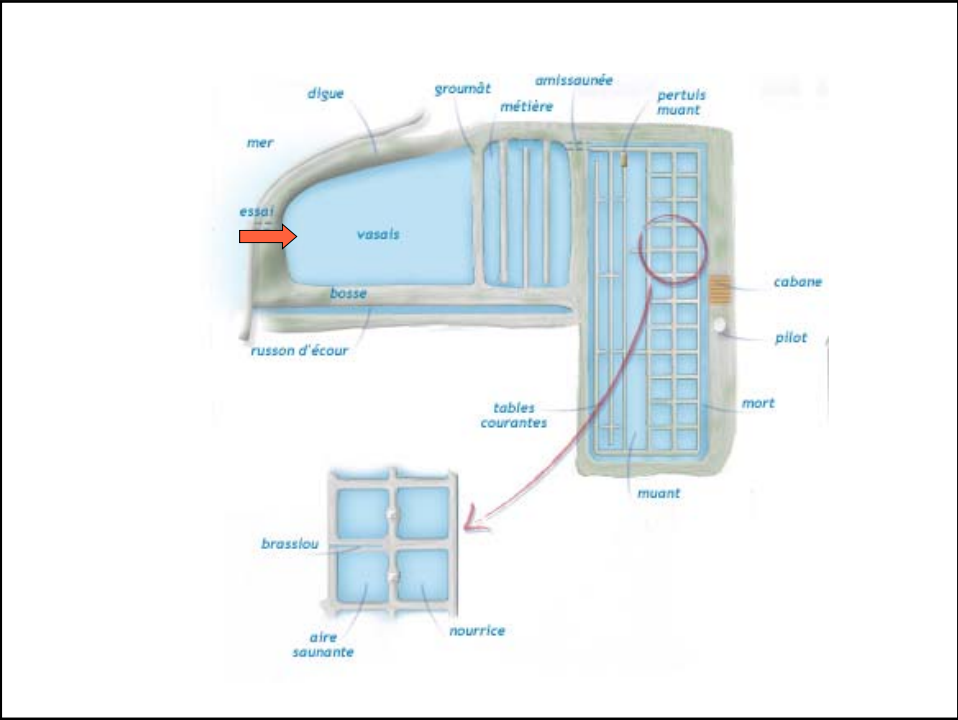 amissaunée
groumât
digue
métière
pertuis
muant
mer
essai
vasais
cabane
bosse
pilot
russon d'écour
mort
tables
courantes
muant
brassiou
nourrice
aire
saunante